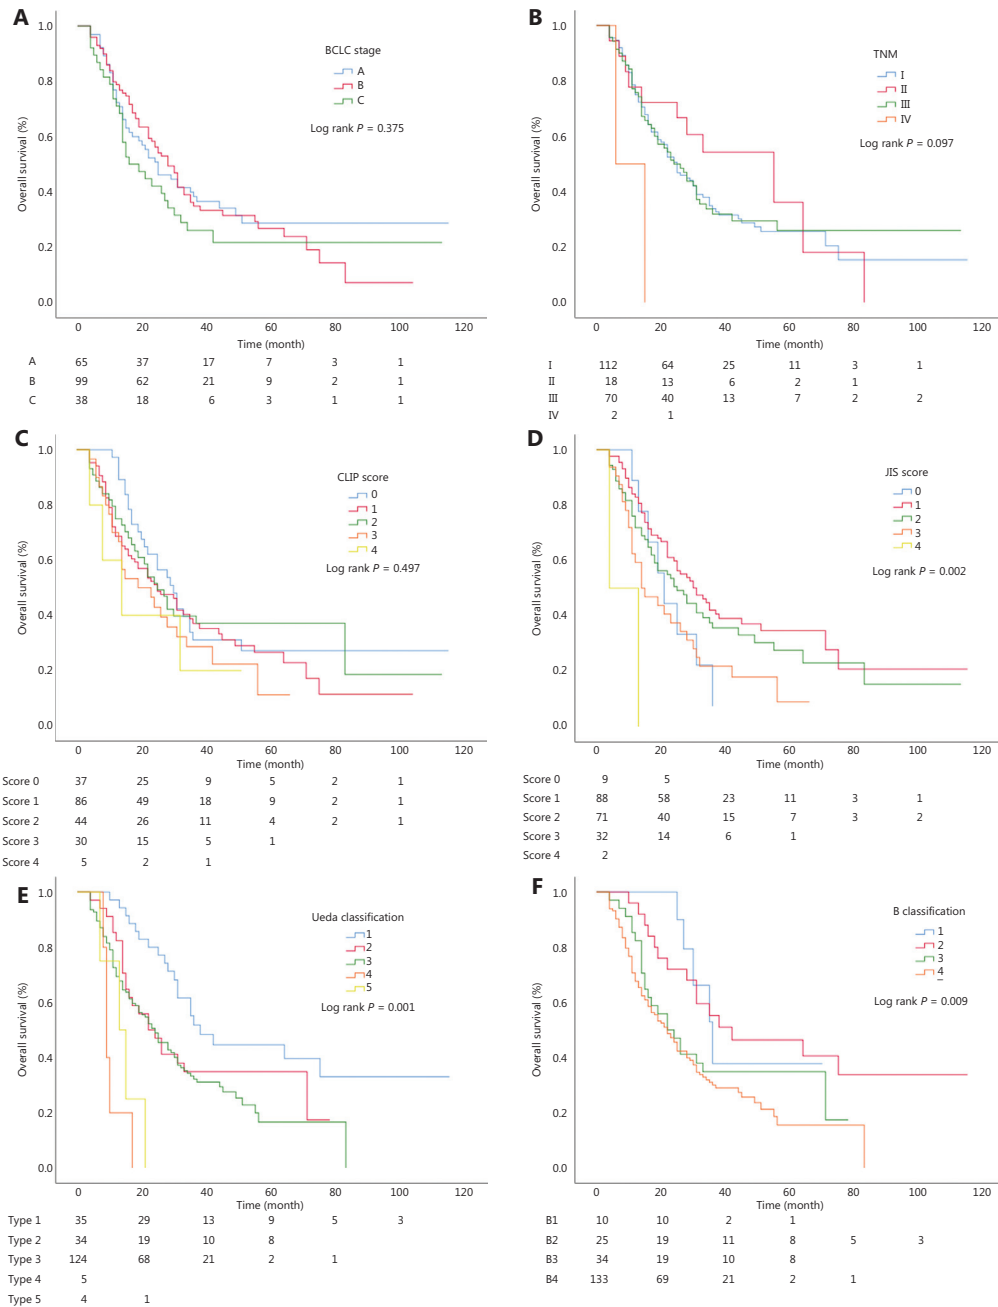 A
1.0
0.8
0.6
0.4
0.2
0.0
Overall survival (%)
BCLC stage
A
B
C
Log rank P = 0.375
0 20 40 60 80 100 120
Time (month)
A 65 37 17 7 3 1
B 99 62 21 9 2 1
C 38 18 6 3 1 1
B
1.0
0.8
0.6
0.4
0.2
0.0
Overall survival (%)
TNM
I
II
III
IV
Log rank P = 0.097
0 20 40 60 80 100 120
Time (month)
I 112 64 25 11 3 1
II 18 13 6 2 1
III 70 40 13 7 2 2
IV 2 1
C
1.0
0.8
0.6
0.4
0.2
0.0
Overall survival (%)
CLIP score
0
1
2
3
4
Log rank P = 0.497
0 20 40 60 80 100 120
Time (month)
Score 0 37 25 9 5 2 1
Score 1 86 49 18 9 2 1
Score 2 44 26 11 4 2 1
Score 3 30 15 5 1
Score 4 5 2 1
D
1.0
0.8
0.6
0.4
0.2
0.0
Overall survival (%)
JIS score
0
1
2
3
4
Log rank P = 0.002
0 20 40 60 80 100 120
Time (month)
Score 0 9 5
Score 1 88 58 23 11 3 1
Score 2 71 40 15 7 3 2
Score 3 32 14 6 1
Score 4 2
E
1.0
0.8
0.6
0.4
0.2
0.0
Overall survival (%)
Ueda classification
1
2
3
4
5
Log rank P = 0.001
0 20 40 60 80 100 120
Time (month)
Type 1 35 29 13 9 5 3
Type 2 34 19 10 8
Type 3 124 68 21 2 1
Type 4 5
Type 5 4 1
F
1.0
0.8
0.6
0.4
0.2
0.0
Overall survival (%)
B classification
1
2
3
4
Log rank P = 0.009
0 20 40 60 80 100 120
Time (month)
B1 10 10 2 1
B2 25 19 11 8 5 3
B3 34 19 10 8
B4 133 69 21 2 1